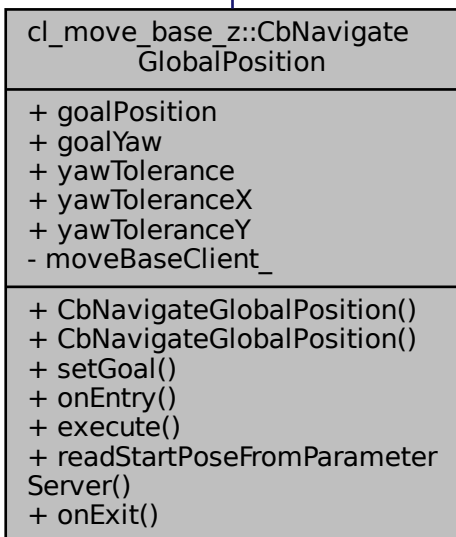 cl_move_base_z::CbNavigate
GlobalPosition
+ goalPosition
+ goalYaw
+ yawTolerance
+ yawToleranceX
+ yawToleranceY
- moveBaseClient_
+ CbNavigateGlobalPosition()
+ CbNavigateGlobalPosition()
+ setGoal()
+ onEntry()
+ execute()
+ readStartPoseFromParameter
Server()
+ onExit()